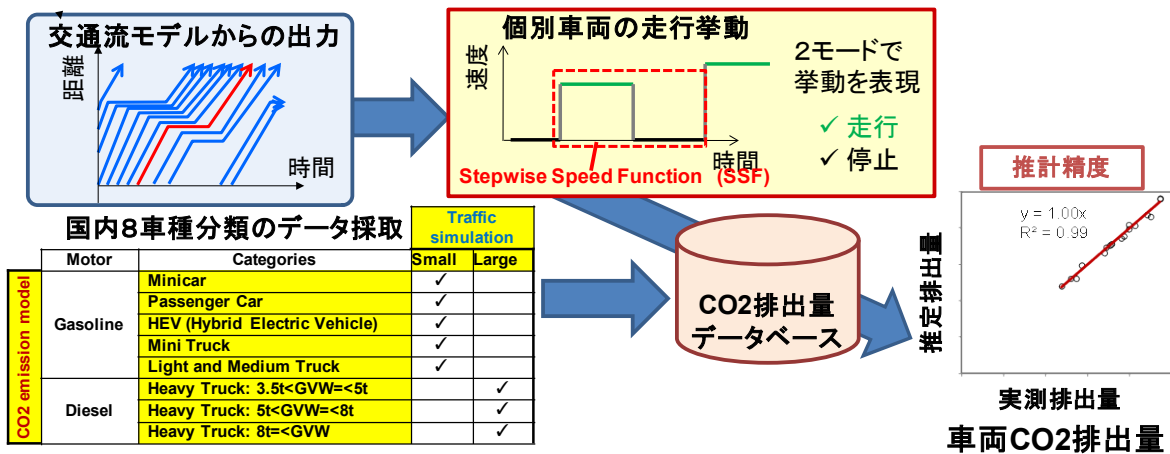 交通流モデルからの出力
距離
時間
個別車両の走行挙動
速度
時間
2モードで
挙動を表現
✓ 走行
✓ 停止
Stepwise Speed Function (SSF)
国内8車種分類のデータ採取
Traffic
simulation
Motor Categories Small Large
CO2 emission model
Gasoline
Minicar ✓
Passenger Car ✓
HEV (Hybrid Electric Vehicle) ✓
Mini Truck ✓
Light and Medium Truck ✓
Diesel
Heavy Truck: 3.5t<GVW=<5t ✓
Heavy Truck: 5t<GVW=<8t ✓
Heavy Truck: 8t=<GVW ✓
CO2排出量
データベース
推計精度
y = 1.00x
R² = 0.99
推定排出量
実測排出量
車両CO2排出量